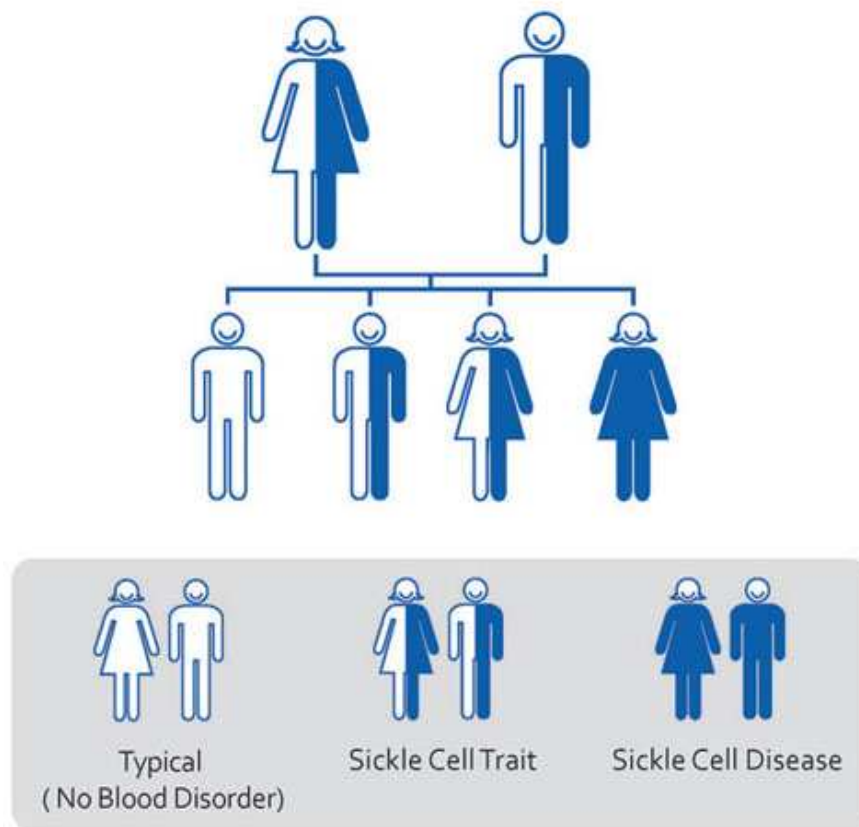 Typical
( No Blood Disorder)
Sickle Cell Trait
Sickle Cell Disease